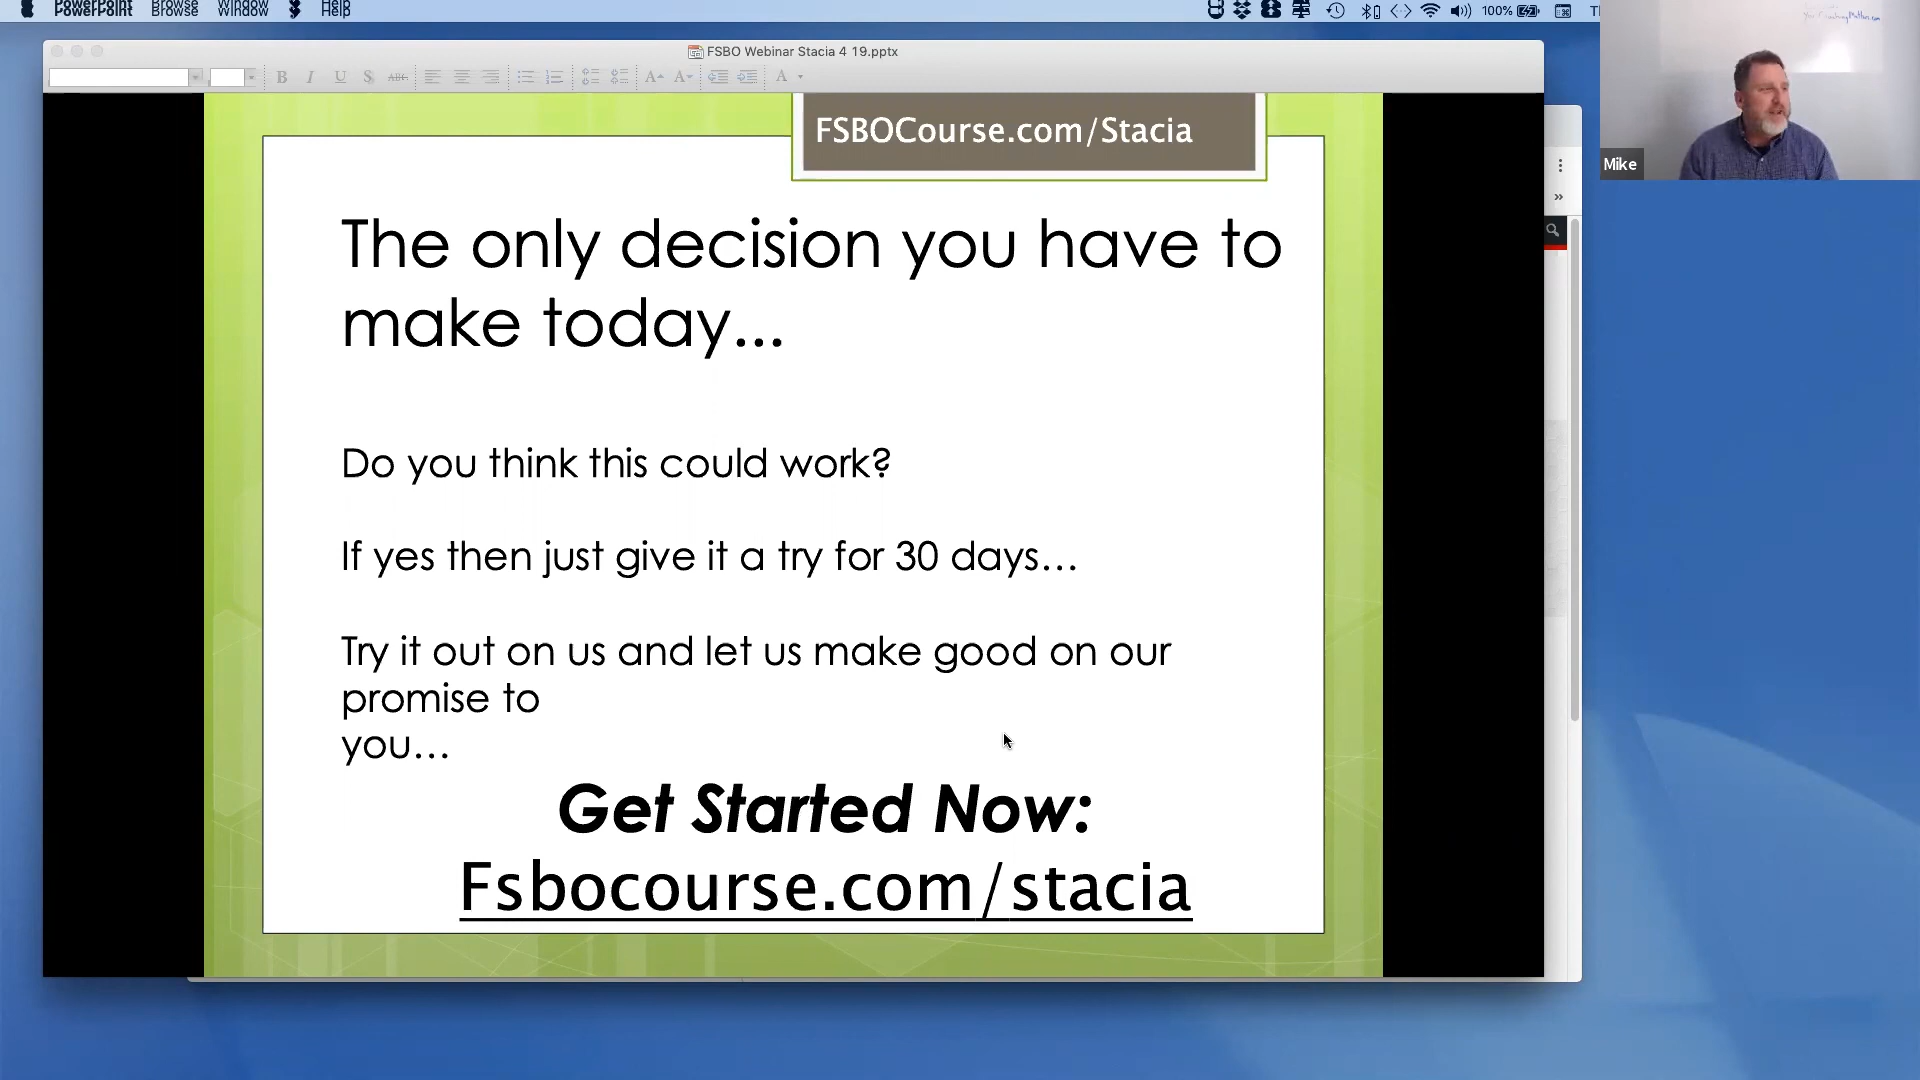 PowerPoint Browse Window Help
100%
FSBO Webinar Stacia 4 19.pptx
B I U S ABC A A A
FSBOCourse.com/Stacia
The only decision you have to
make today...
Do you think this could work?
If yes then just give it a try for 30 days...
Try it out on us and let us make good on our
promise to
you...
Get Started Now:
Fsbocourse.com/stacia
Mike